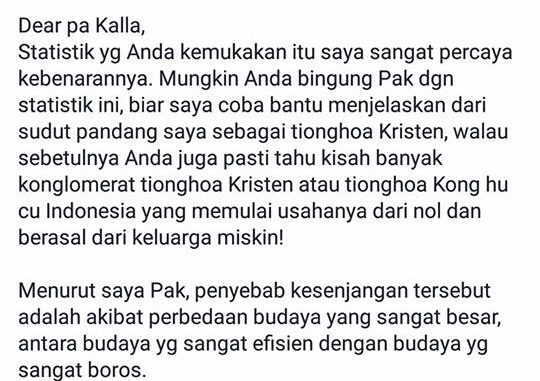 Dear pa Kalla,
Statistik yg Anda kemukakan itu saya sangat percaya
kebenarannya. Mungkin Anda bingung Pak dgn
statistik ini, biar saya coba bantu menjelaskan dari
sudut pandang saya sebagai tionghoa Kristen, walau
sebetulnya Anda juga pasti tahu kisah banyak
konglomerat tionghoa Kristen atau tionghoa Kong hu
cu Indonesia yang memulai usahanya dari nol dan
berasal dari keluarga miskin!
Menurut saya Pak, penyebab kesenjangan tersebut
adalah akibat perbedaan budaya yang sangat besar,
antara budaya yg sangat efisien dengan budaya yg
sangat boros.